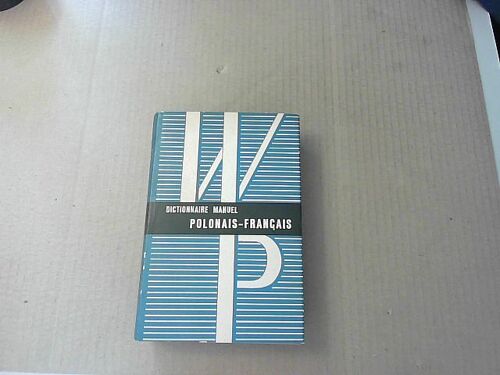 W
DICTIONNAIRE MANUEL
POLONAIS-FRANÇAIS
P